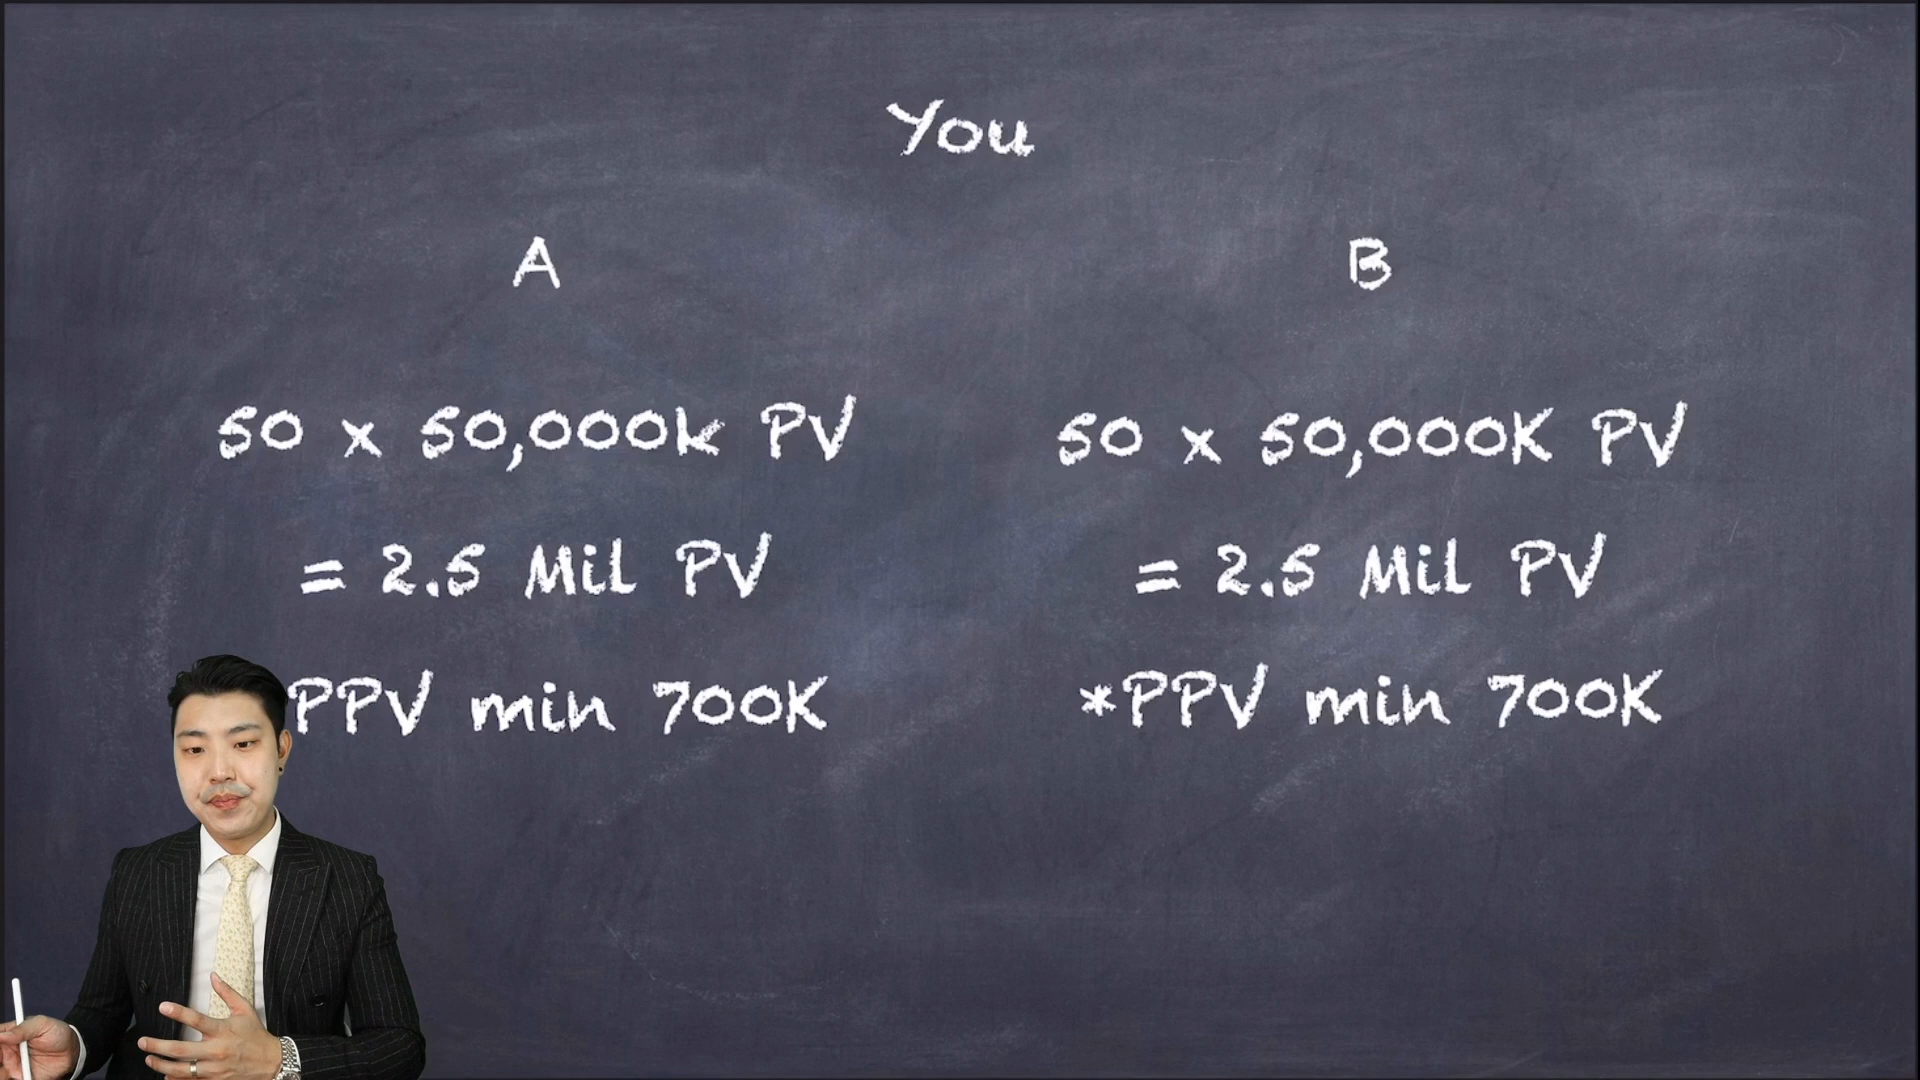 You
A
B
50 x 50,000k PV
50 x 50,000K PV
= 2.5 Mil PV
= 2.5 Mil PV
PPV min 700K
*PPV min 700K